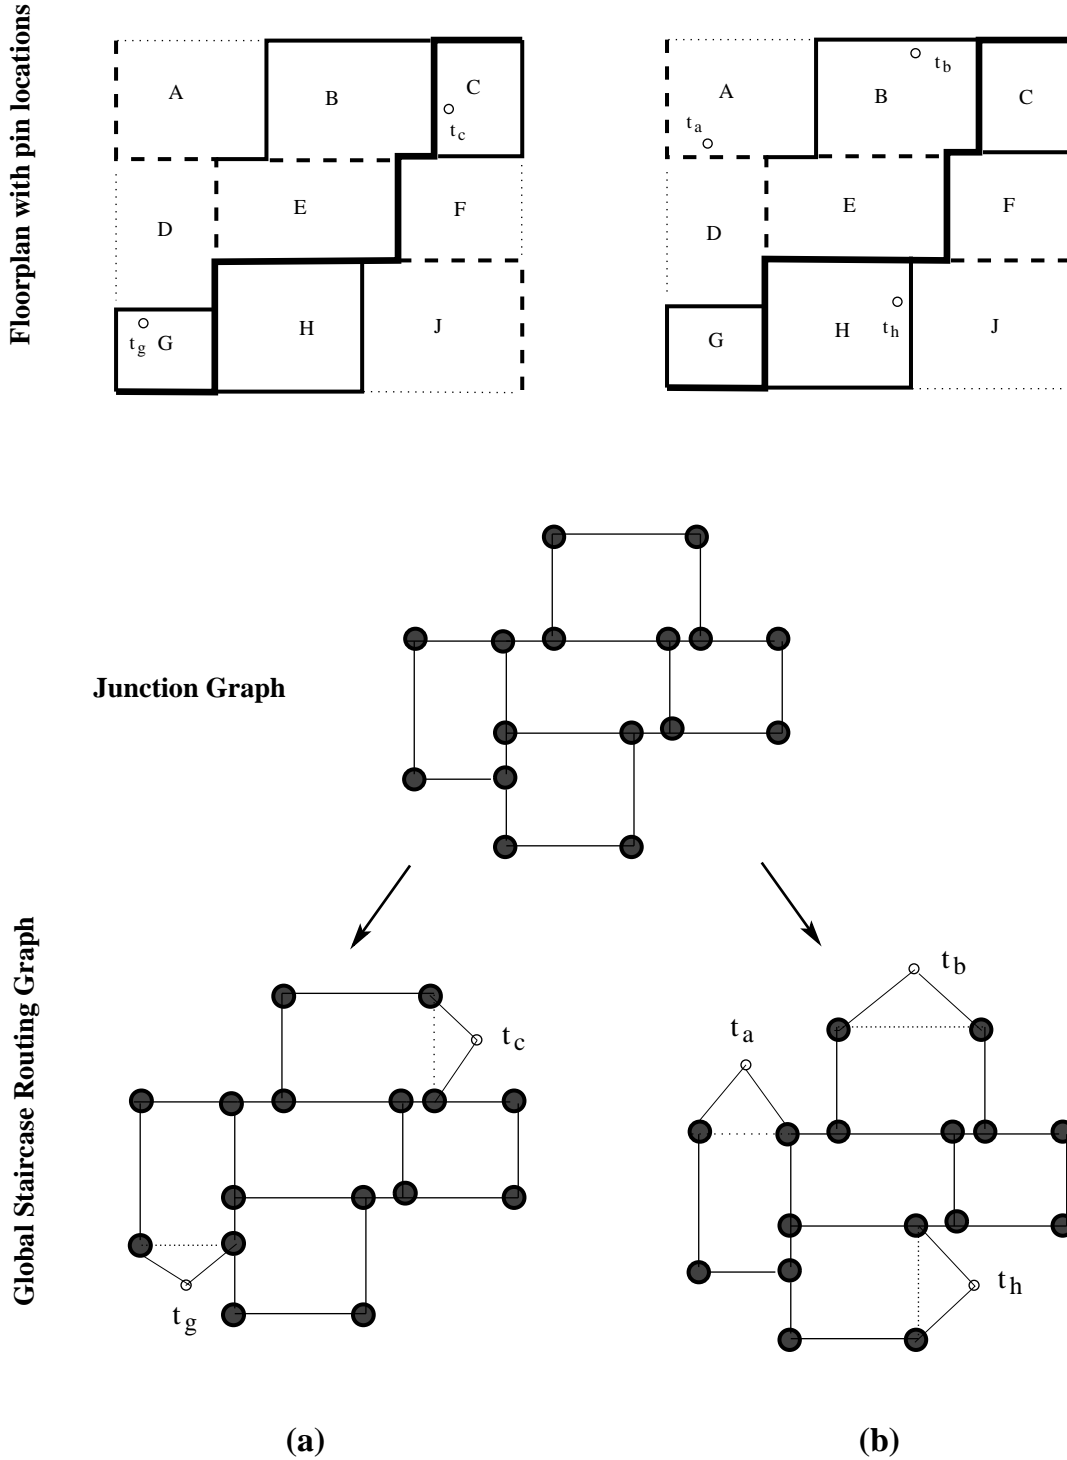 Floorplan with pin locations
A
B
C
t_c
D
E
F
t_g
G
H
J
A
t_b
B
C
t_a
D
E
F
G
H
t_h
J
Junction Graph
Global Staircase Routing Graph
t_c
t_g
t_b
t_a
t_h
(a)
(b)